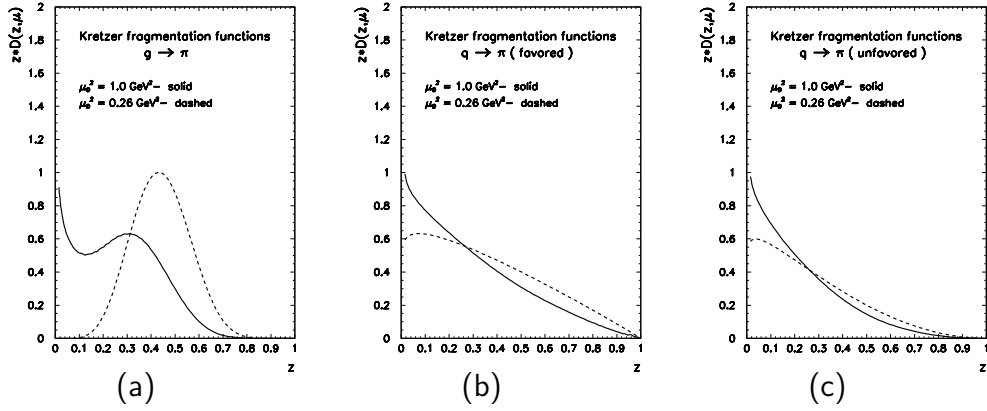 z*D(z,μ)
2
1.8
1.6
1.4
1.2
1
0.8
0.6
0.4
0.2
0
Kretzer fragmentation functions
g → π
μ₀² = 1.0 GeV²– solid
μ₀² = 0.26 GeV²– dashed
0 0.1 0.2 0.3 0.4 0.5 0.6 0.7 0.8 0.9 1
z
(a)
z*D(z,μ)
2
1.8
1.6
1.4
1.2
1
0.8
0.6
0.4
0.2
0
Kretzer fragmentation functions
q → π ( favored )
μ₀² = 1.0 GeV²– solid
μ₀² = 0.26 GeV²– dashed
0 0.1 0.2 0.3 0.4 0.5 0.6 0.7 0.8 0.9 1
z
(b)
z*D(z,μ)
2
1.8
1.6
1.4
1.2
1
0.8
0.6
0.4
0.2
0
Kretzer fragmentation functions
q → π ( unfavored )
μ₀² = 1.0 GeV²– solid
μ₀² = 0.26 GeV²– dashed
0 0.1 0.2 0.3 0.4 0.5 0.6 0.7 0.8 0.9 1
z
(c)